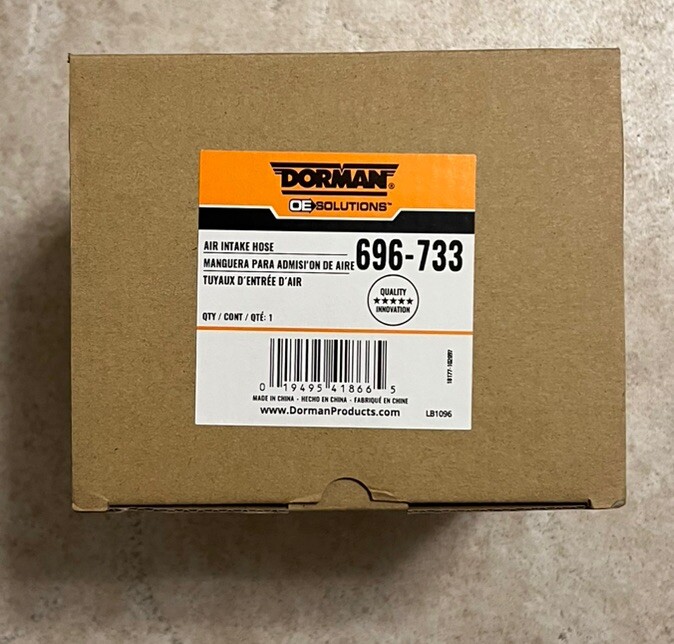 DORMAN®
OE SOLUTIONS™
AIR INTAKE HOSE
MANGUERA PARA ADMISI'ON DE AIRE
TUYAUX D'ENTRÉE D'AIR
696-733
QUALITY
★★★★★
INNOVATION
QTY / CONT / QTÉ: 1
0 19495 41866 5
MADE IN CHINA - HECHO EN CHINA - FABRIQUÉ EN CHINE
www.DormanProducts.com
LB1096